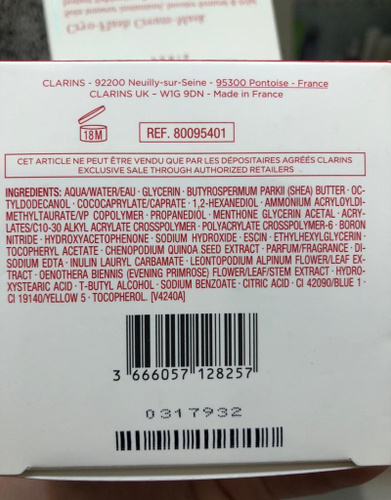 Cryo-Flash Cream-Mask
CLARINS - 92200 Neuilly-sur-Seine - 95300 Pontoise - France
CLARINS UK – W1G 9DN - Made in France
18M
REF. 80095401
CET ARTICLE NE PEUT ÊTRE VENDU QUE PAR LES DÉPOSITAIRES AGRÉÉS CLARINS
EXCLUSIVE SALE THROUGH AUTHORIZED RETAILERS
INGREDIENTS: AQUA/WATER/EAU · GLYCERIN · BUTYROSPERMUM PARKII (SHEA) BUTTER · OC-
TYLDODECANOL · COCOCAPRYLATE/CAPRATE · 1,2-HEXANEDIOL · AMMONIUM ACRYLOYLDI-
METHYLTAURATE/VP COPOLYMER · PROPANEDIOL · MENTHONE GLYCERIN ACETAL · ACRY-
LATES/C10-30 ALKYL ACRYLATE CROSSPOLYMER · POLYACRYLATE CROSSPOLYMER-6 · BORON
NITRIDE · HYDROXYACETOPHENONE · SODIUM HYDROXIDE · ESCIN · ETHYLHEXYLGLYCERIN ·
TOCOPHERYL ACETATE · CHENOPODIUM QUINOA SEED EXTRACT · PARFUM/FRAGRANCE · DI-
SODIUM EDTA · INULIN LAURYL CARBAMATE · LEONTOPODIUM ALPINUM FLOWER/LEAF EX-
TRACT · OENOTHERA BIENNIS (EVENING PRIMROSE) FLOWER/LEAF/STEM EXTRACT · HYDRO-
XYSTEARIC ACID · T-BUTYL ALCOHOL · SODIUM BENZOATE · CITRIC ACID · CI 42090/BLUE 1 ·
CI 19140/YELLOW 5 · TOCOPHEROL. [V4240A]
3 666057 128257
0317932